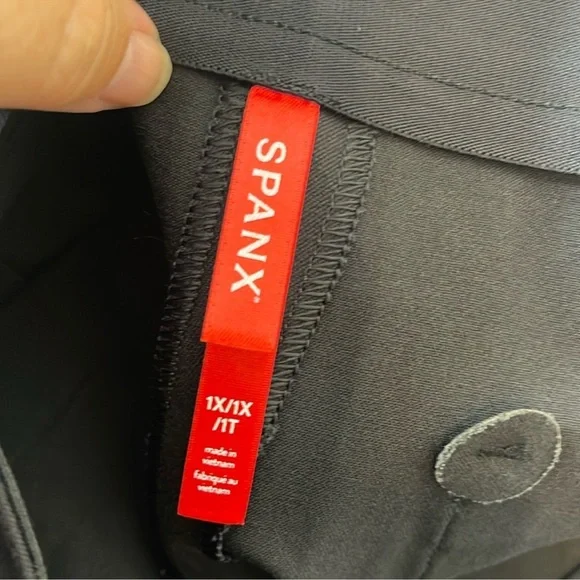 SPANX®
1X/1X
/1T
made in
vietnam
fabriqué au
vietnam